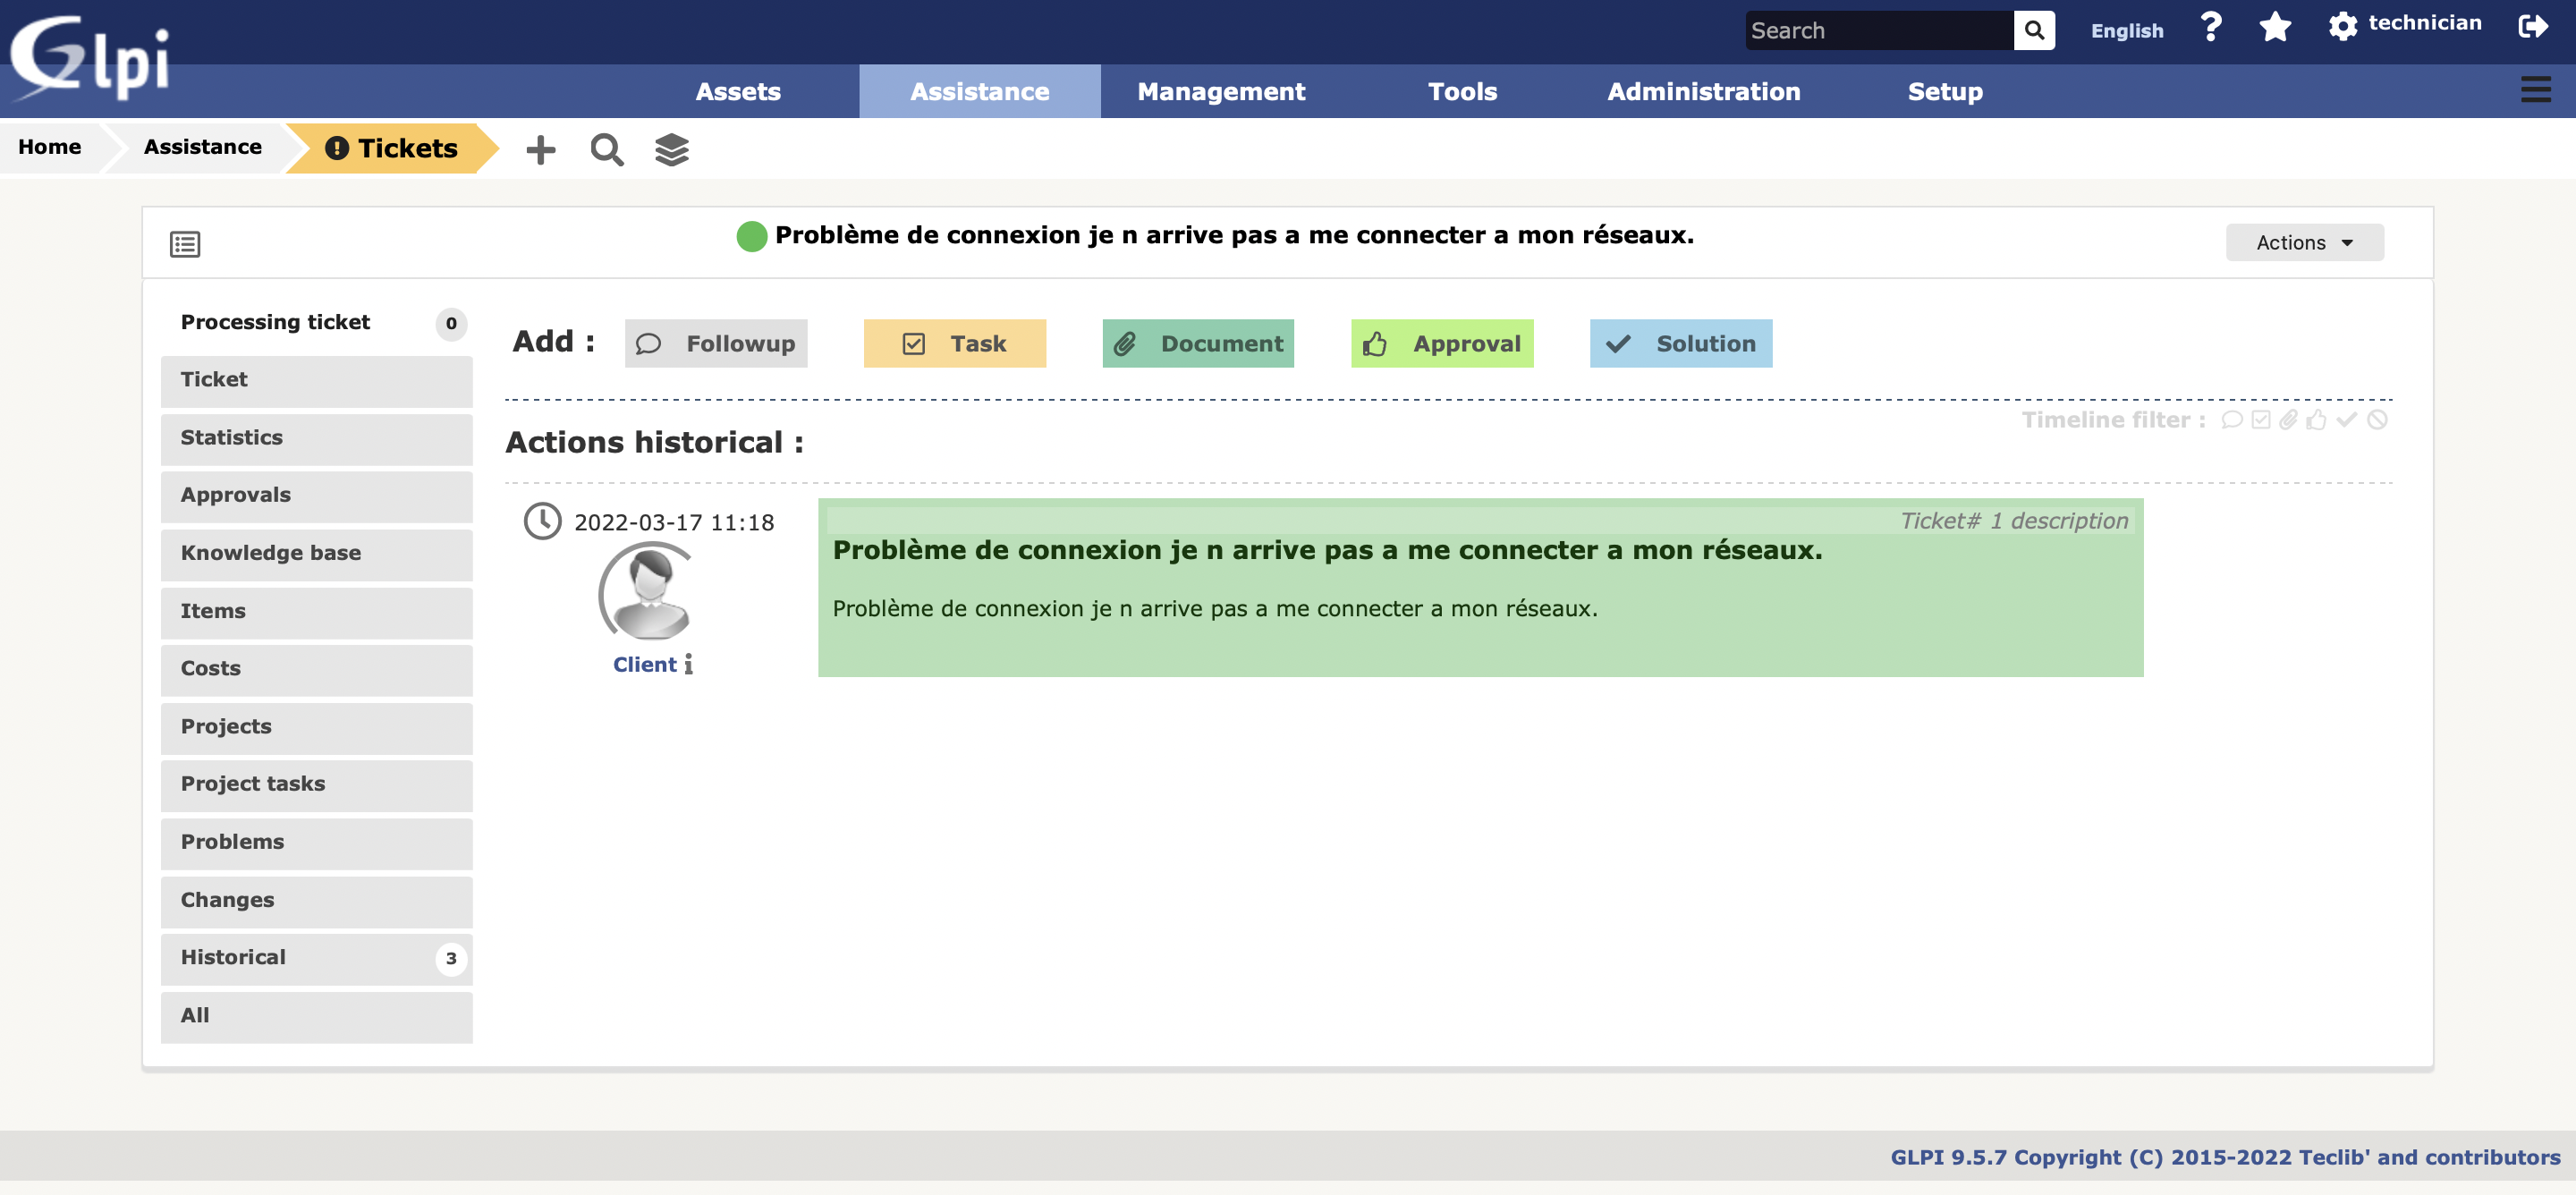 Glpi
Search
English
technician
Assets
Assistance
Management
Tools
Administration
Setup
Home
Assistance
Tickets
Problème de connexion je n arrive pas a me connecter a mon réseaux.
Actions
Processing ticket 0
Ticket
Statistics
Approvals
Knowledge base
Items
Costs
Projects
Project tasks
Problems
Changes
Historical 3
All
Add :
Followup
Task
Document
Approval
Solution
Timeline filter :
Actions historical :
2022-03-17 11:18
Client
Ticket# 1 description
Problème de connexion je n arrive pas a me connecter a mon réseaux.
Problème de connexion je n arrive pas a me connecter a mon réseaux.
GLPI 9.5.7 Copyright (C) 2015-2022 Teclib' and contributors